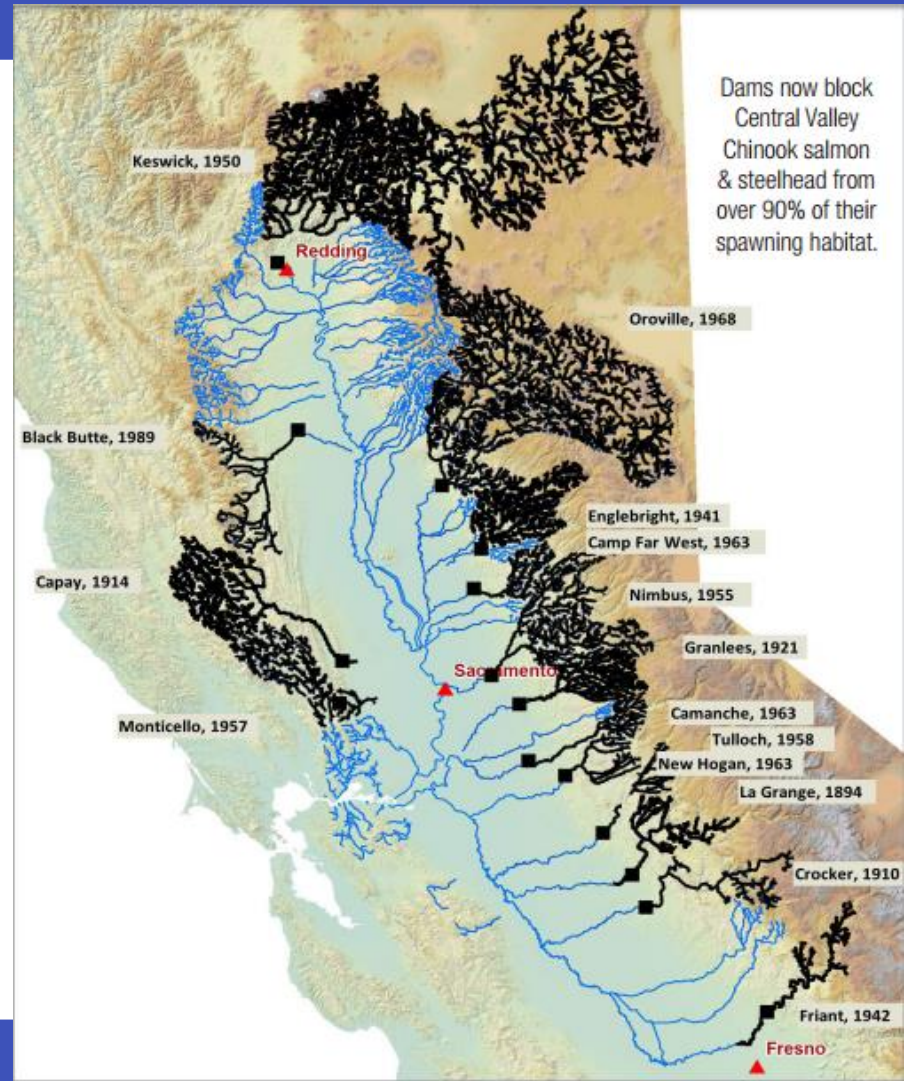 Dams now block
Central Valley
Chinook salmon
& steelhead from
over 90% of their
spawning habitat.
Keswick, 1950
Redding
Oroville, 1968
Black Butte, 1989
Englebright, 1941
Camp Far West, 1963
Capay, 1914
Nimbus, 1955
Granlees, 1921
Sacramento
Camanche, 1963
Monticello, 1957
Tulloch, 1958
New Hogan, 1963
La Grange, 1894
Crocker, 1910
Friant, 1942
Fresno